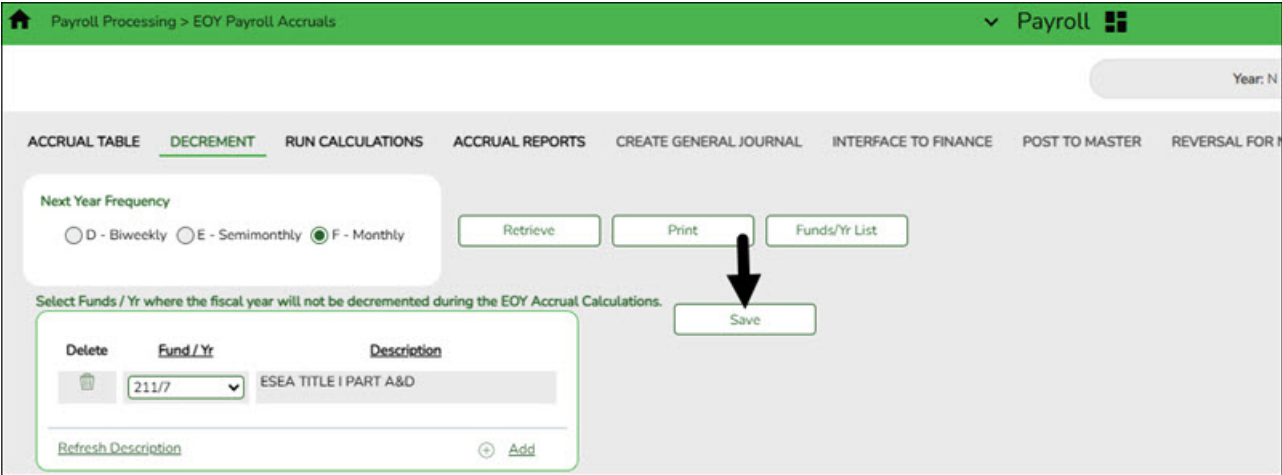 Payroll Processing > EOY Payroll Accruals
Payroll
Year: N
ACCRUAL TABLE DECREMENT RUN CALCULATIONS ACCRUAL REPORTS CREATE GENERAL JOURNAL INTERFACE TO FINANCE POST TO MASTER REVERSAL FOR
Next Year Frequency
D - Biweekly E - Semimonthly F - Monthly
Retrieve Print Funds/Yr List
Select Funds / Yr where the fiscal year will not be decremented during the EOY Accrual Calculations.
Save
Delete Fund / Yr Description
211/7 ESEA TITLE I PART A&D
Refresh Description Add